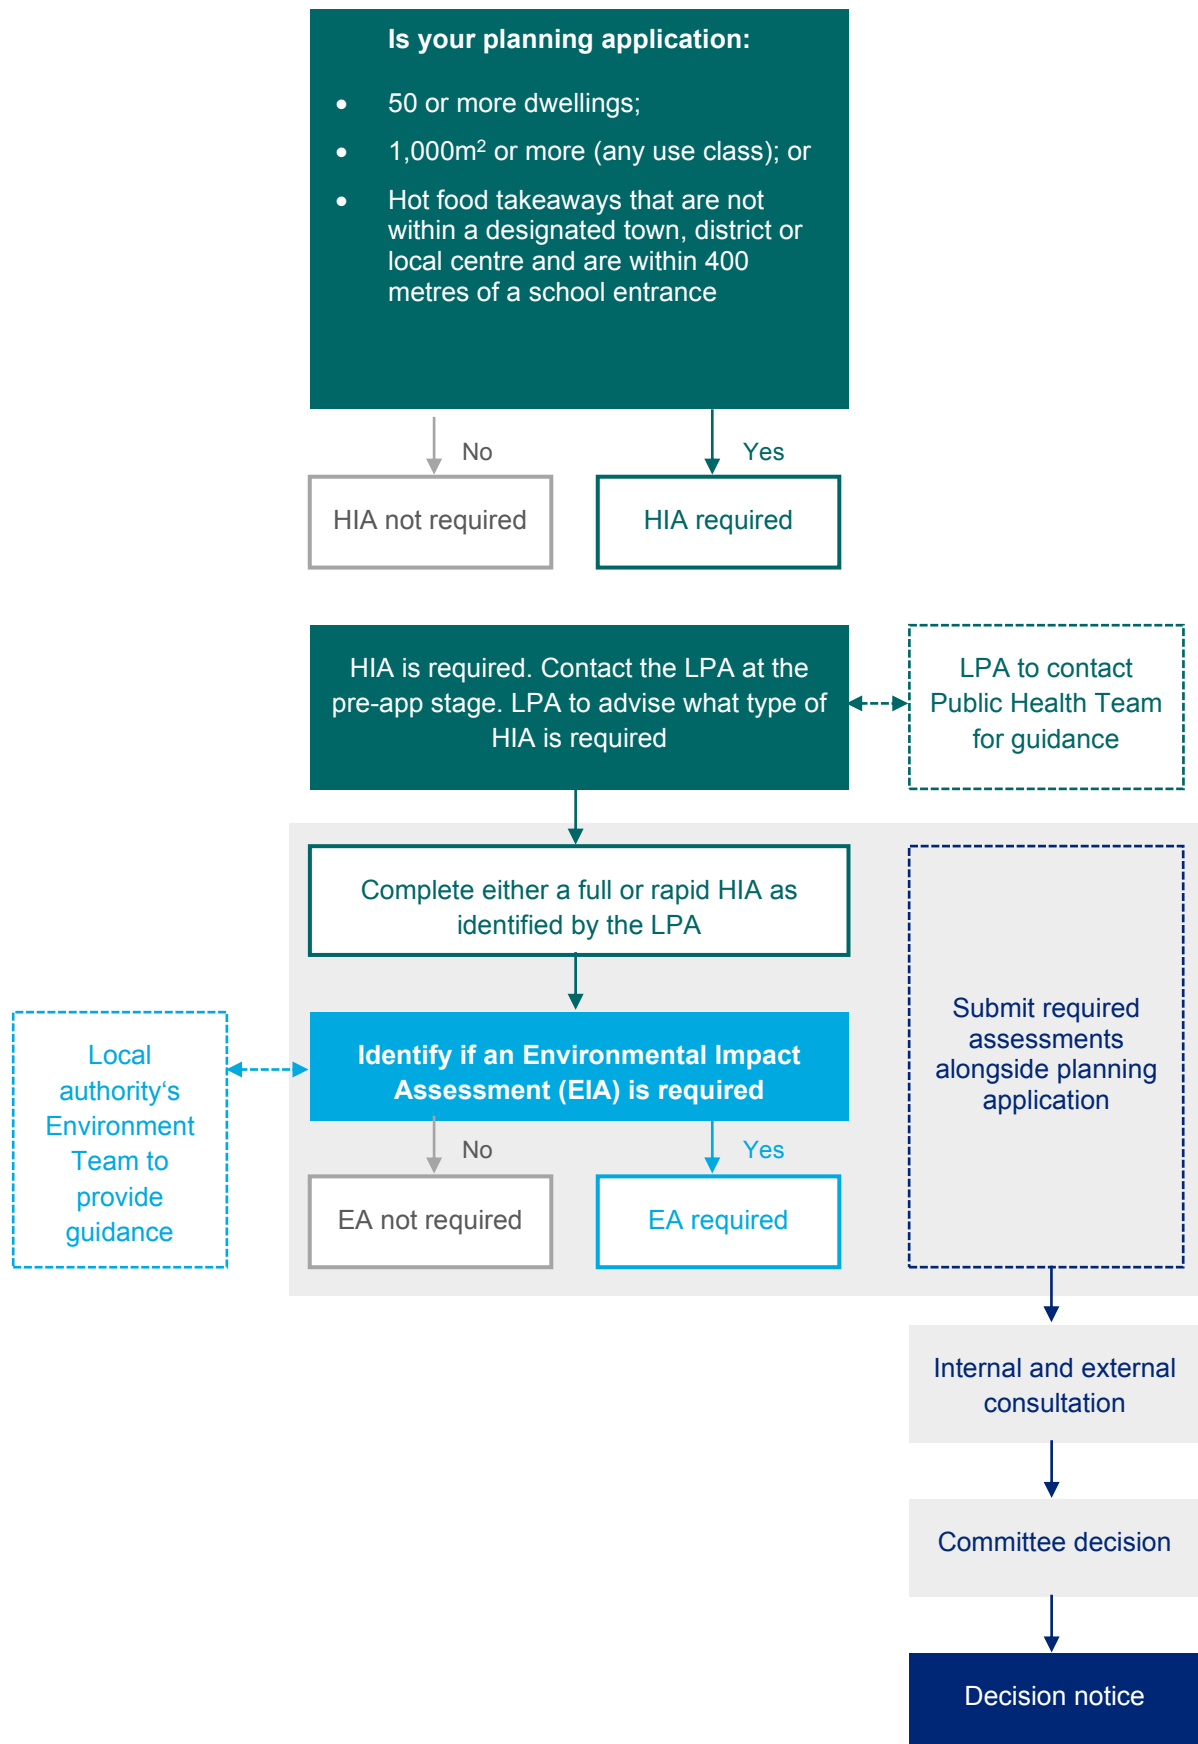 Is your planning application:
• 50 or more dwellings;
• 1,000m² or more (any use class); or
• Hot food takeaways that are not
within a designated town, district or
local centre and are within 400
metres of a school entrance
No
Yes
HIA not required
HIA required
HIA is required. Contact the LPA at the
pre-app stage. LPA to advise what type of
HIA is required
LPA to contact
Public Health Team
for guidance
Complete either a full or rapid HIA as
identified by the LPA
Submit required
assessments
alongside planning
application
Local
authority‘s
Environment
Team to
provide
guidance
Identify if an Environmental Impact
Assessment (EIA) is required
No
Yes
EA not required
EA required
Internal and external
consultation
Committee decision
Decision notice